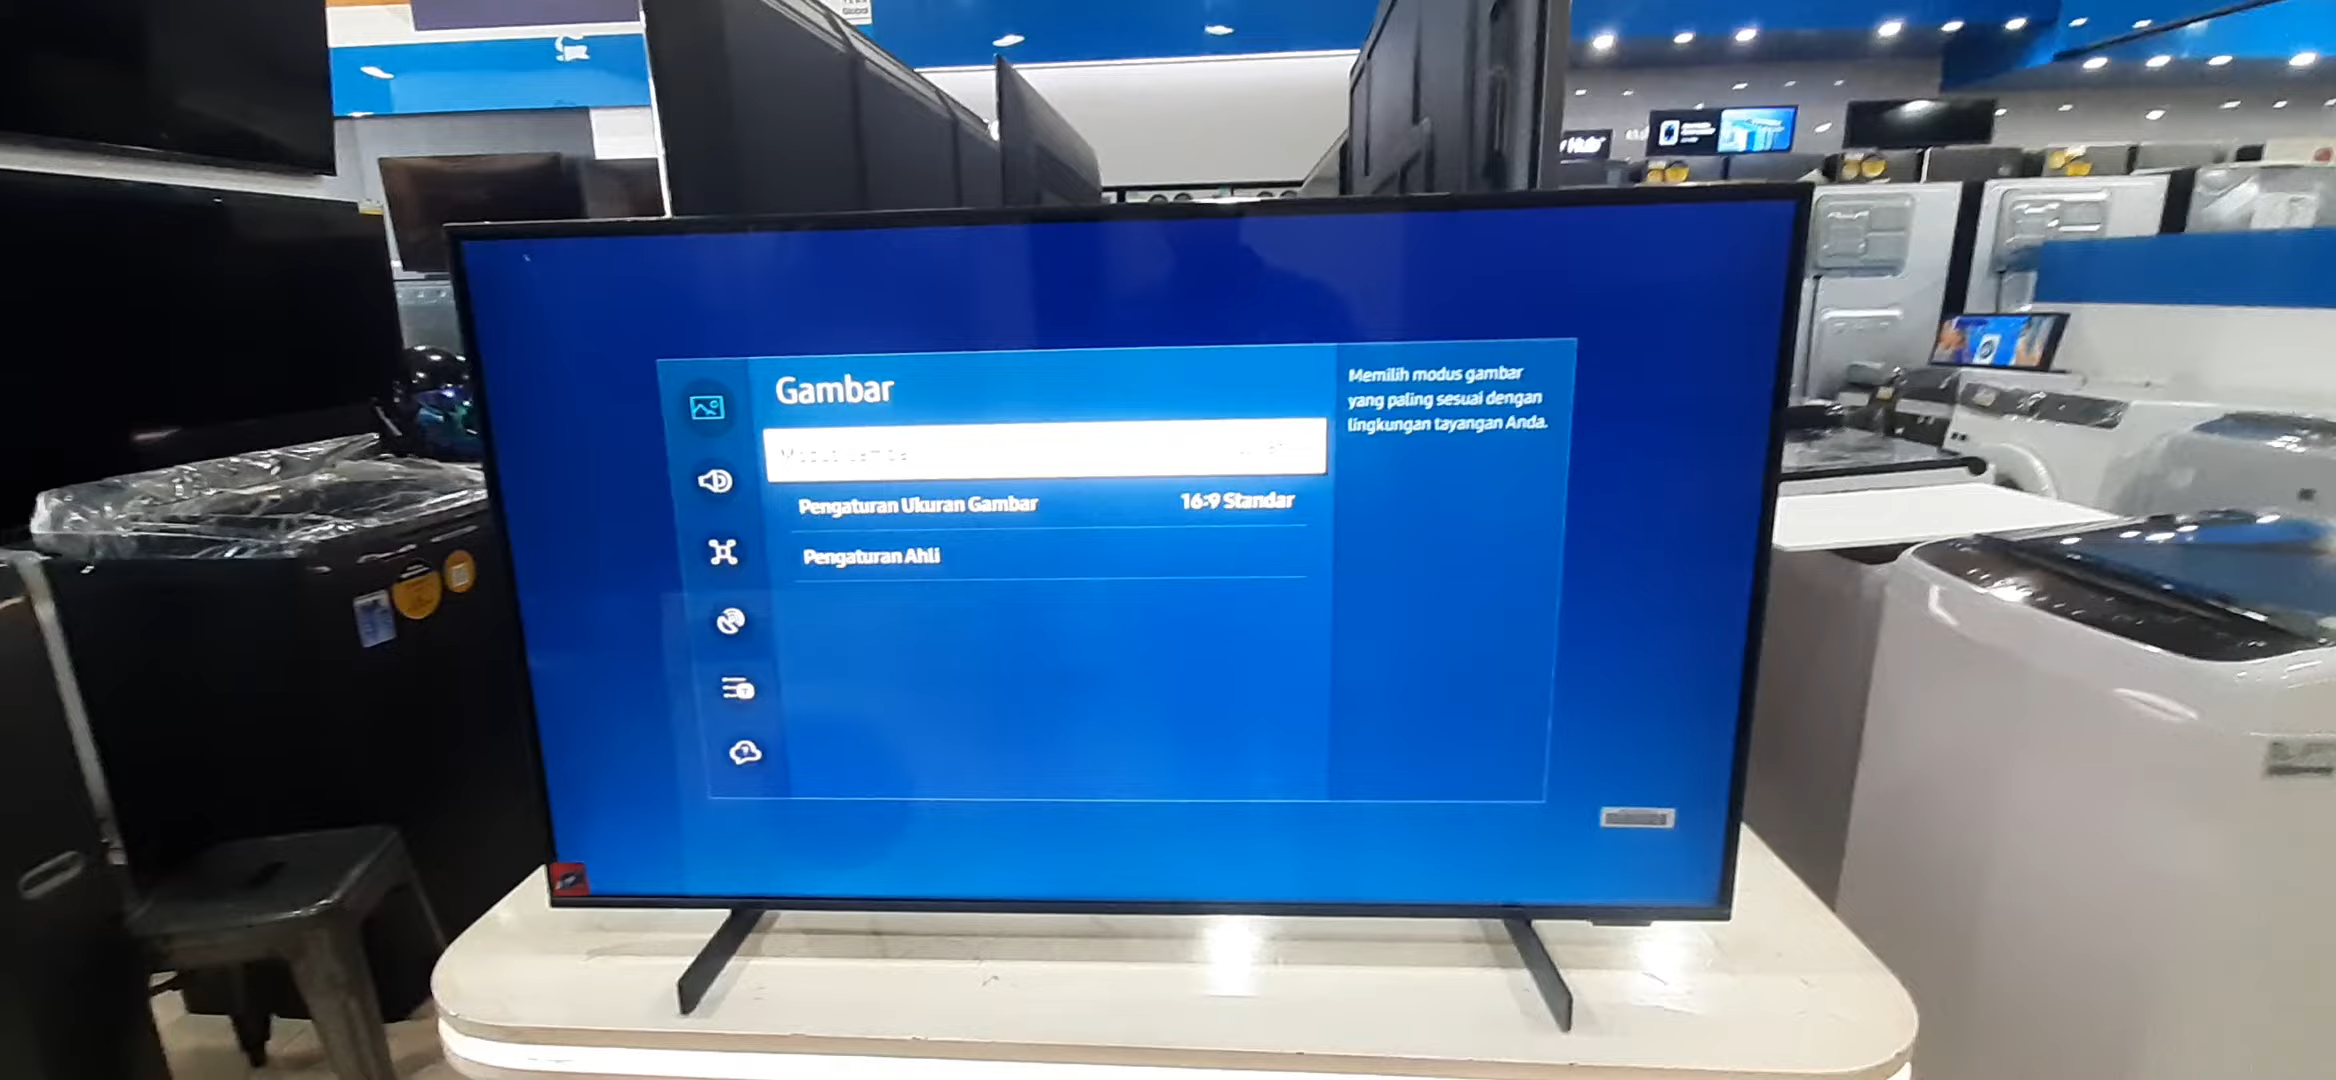 Global
Gambar
Memilih modus gambar
yang paling sesuai dengan
lingkungan tayangan Anda.
Pengaturan Ukuran Gambar
16:9 Standar
Pengaturan Ahli